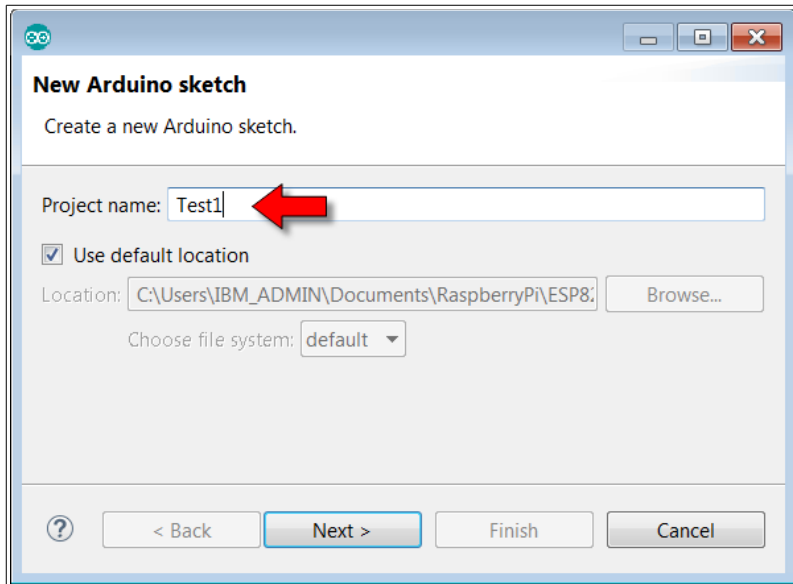 New Arduino sketch
Create a new Arduino sketch.
Project name: Test1
Use default location
Location: C:\Users\IBM_ADMIN\Documents\RaspberryPi\ESP82 Browse...
Choose file system: default
? < Back Next > Finish Cancel